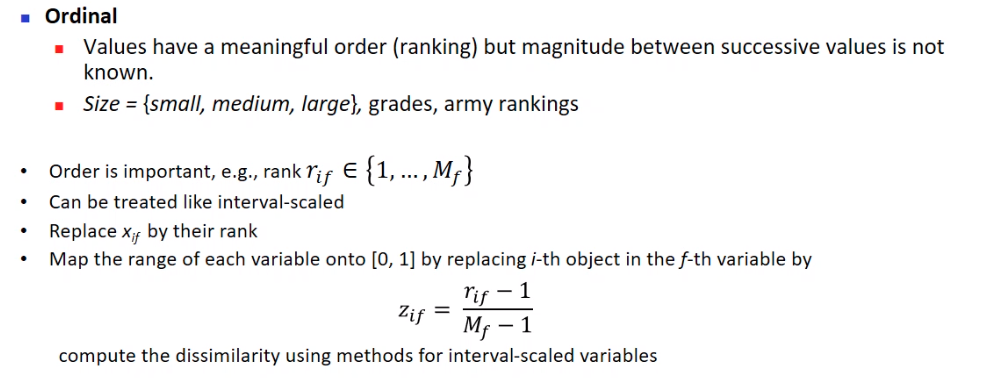 ▪ Ordinal
▪ Values have a meaningful order (ranking) but magnitude between successive values is not
known.
▪ Size = {small, medium, large}, grades, army rankings
• Order is important, e.g., rank r_{if} ∈ {1, … , M_f}
• Can be treated like interval-scaled
• Replace x_{if} by their rank
• Map the range of each variable onto [0, 1] by replacing i-th object in the f-th variable by
z_{if} = \frac{r_{if} − 1}{M_f − 1}
compute the dissimilarity using methods for interval-scaled variables